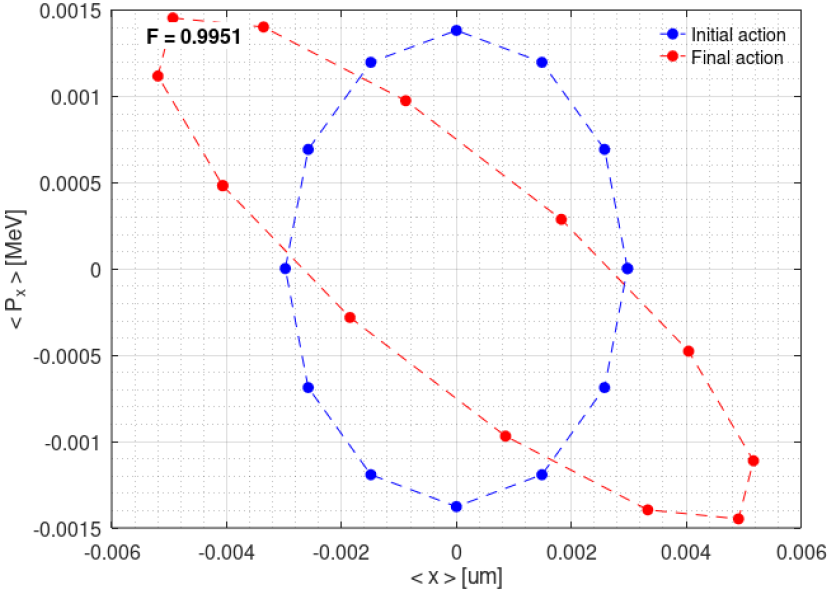 0.0015
F = 0.9951
Initial action
Final action
0.001
0.0005
0
-0.0005
-0.001
-0.0015
< Pₓ > [MeV]
-0.006 -0.004 -0.002 0 0.002 0.004 0.006
< x > [um]